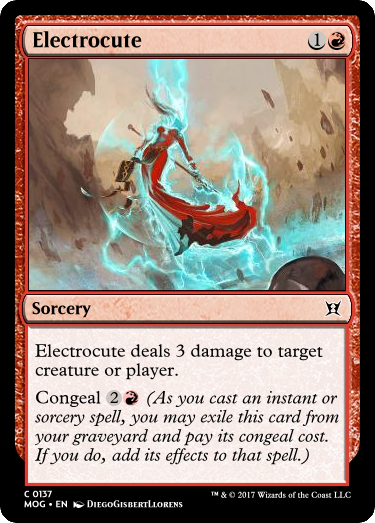 Electrocute 1
Sorcery
Electrocute deals 3 damage to target
creature or player.
Congeal 2 (As you cast an instant or
sorcery spell, you may exile this card from
your graveyard and pay its congeal cost.
If you do, add its effects to that spell.)
C 0137
MOG • EN DiegoGisbertLlorens
™ & © 2017 Wizards of the Coast LLC